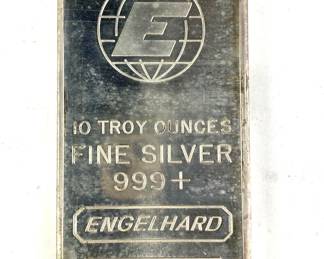 E
10 TROY OUNCES
FINE SILVER
999+
ENGELHARD